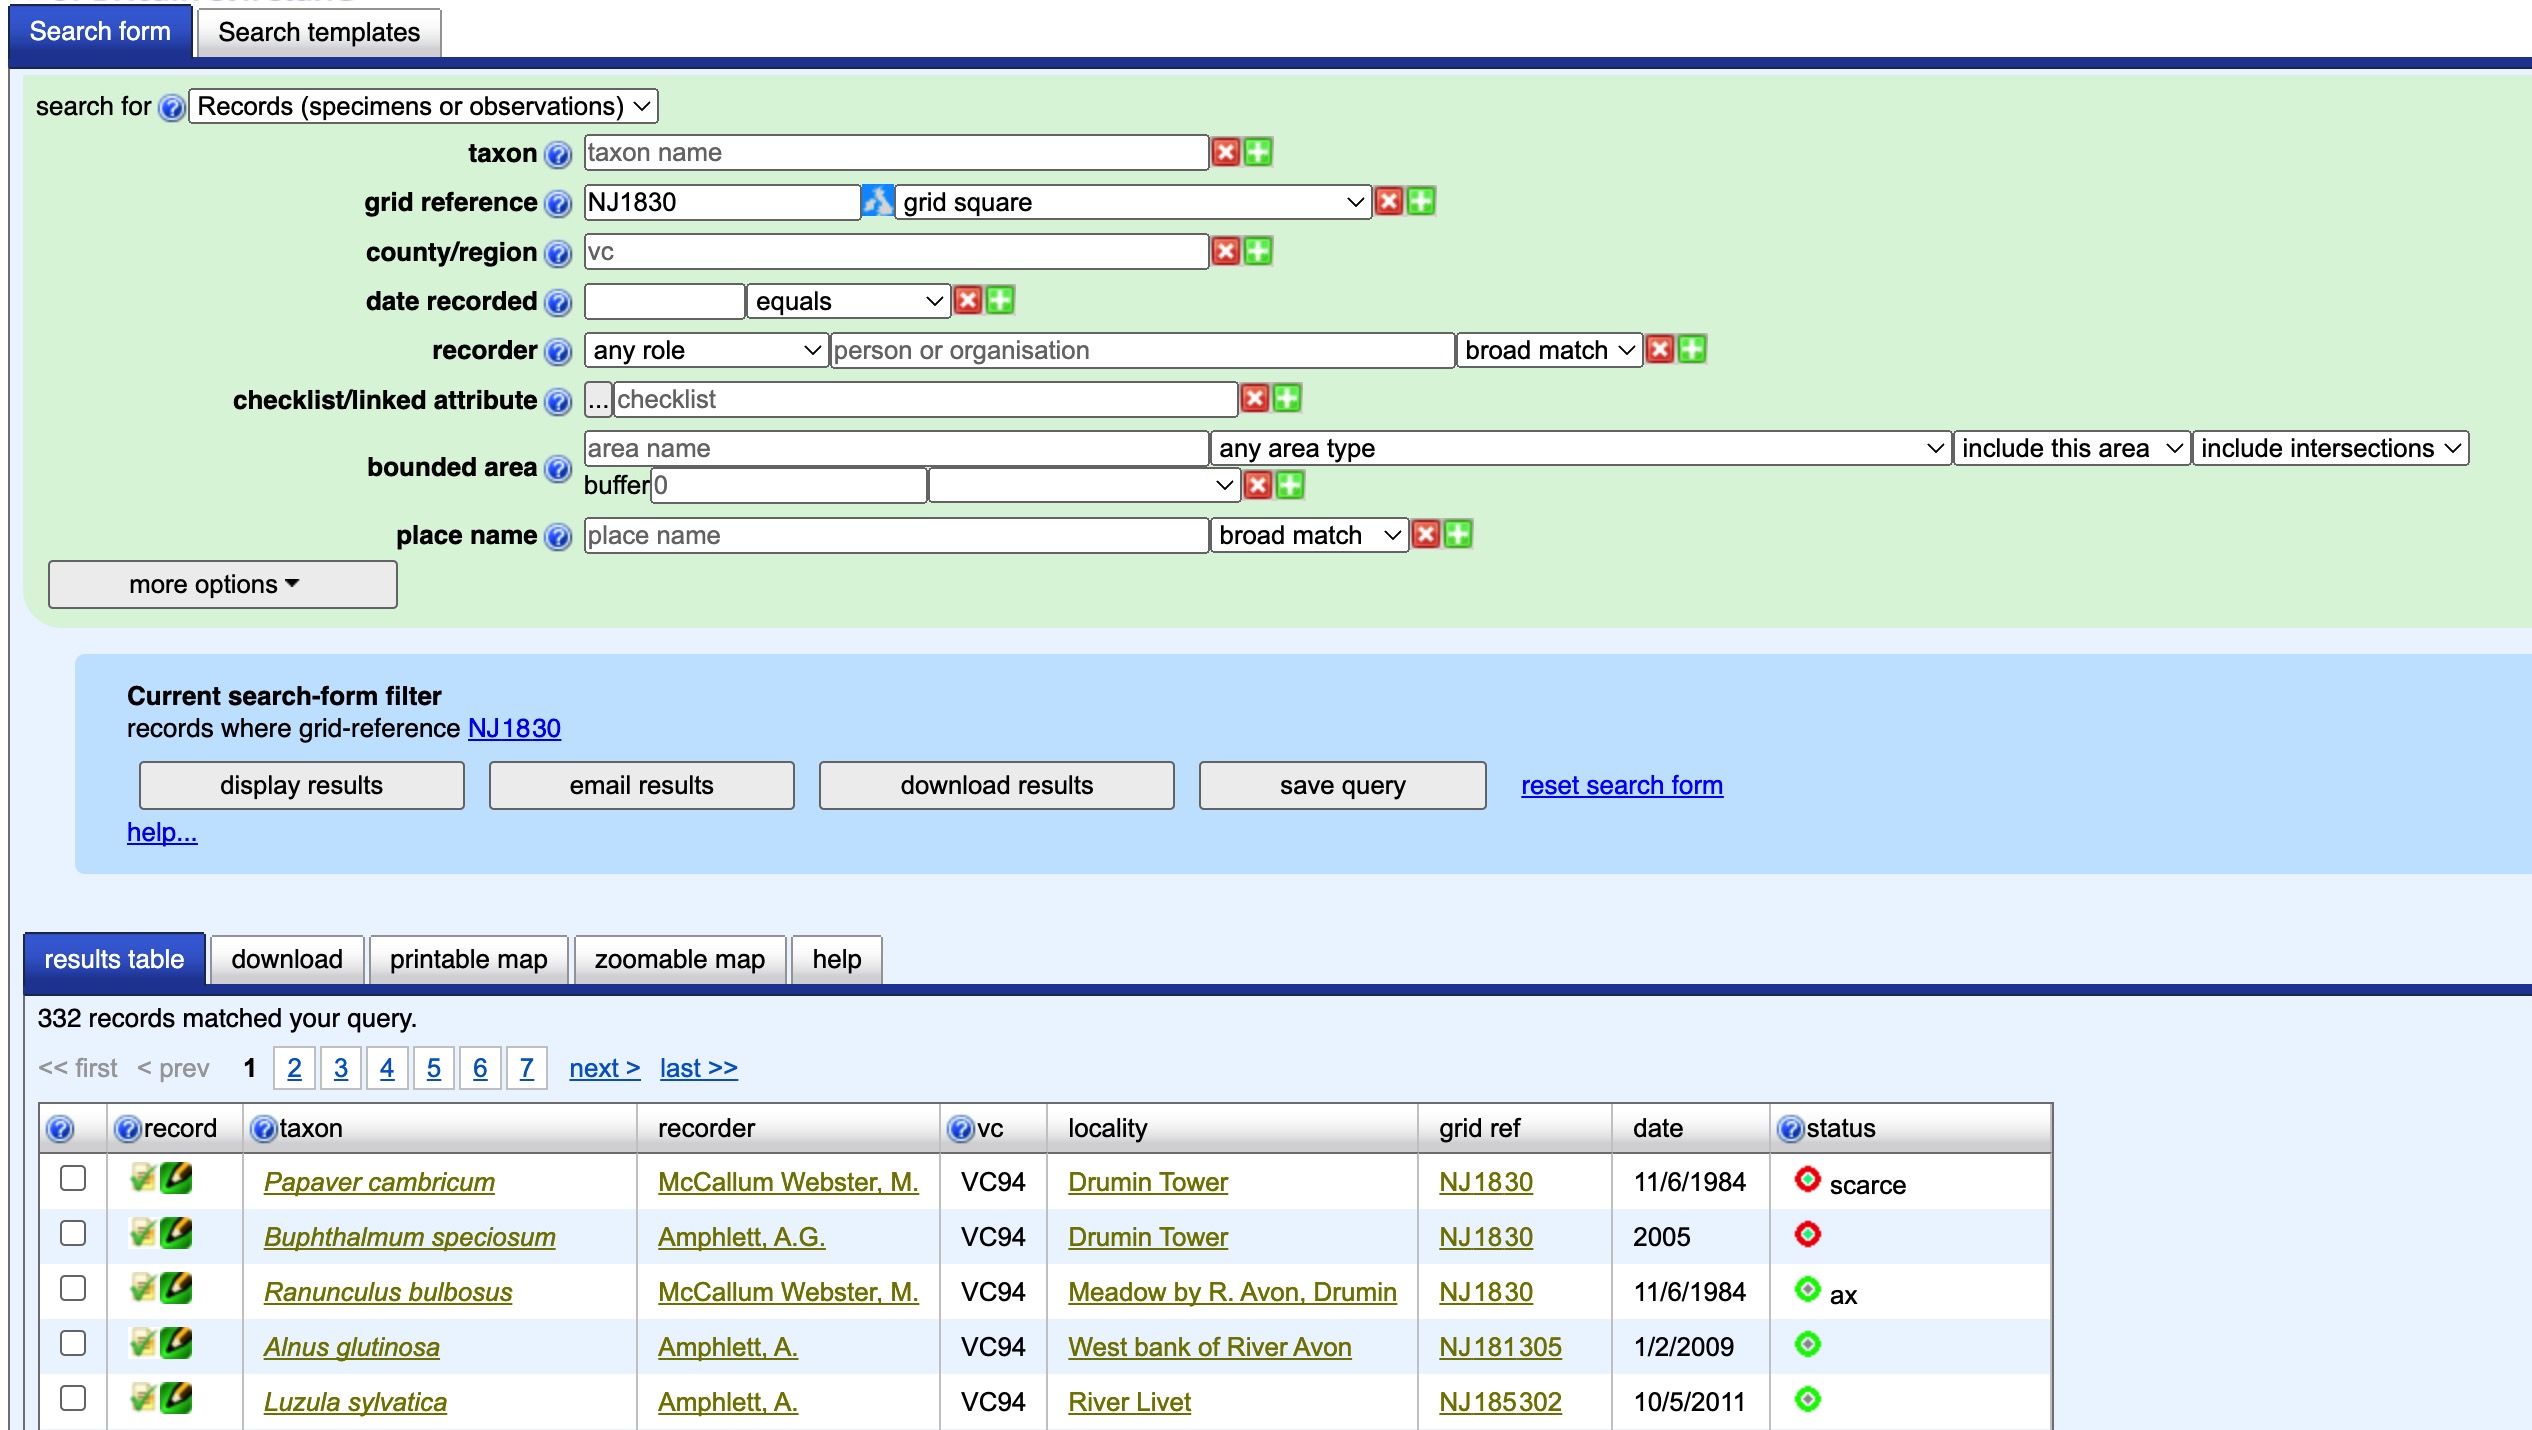 Search form Search templates
search for Records (specimens or observations)
taxon taxon name
grid reference NJ1830 grid square
county/region vc
date recorded equals
recorder any role person or organisation broad match
checklist/linked attribute ... checklist
bounded area area name any area type include this area include intersections
buffer 0
place name place name broad match
more options
Current search-form filter
records where grid-reference NJ1830
display results email results download results save query reset search form
help...
results table download printable map zoomable map help
332 records matched your query.
<< first < prev 1 2 3 4 5 6 7 next > last >>
record taxon recorder vc locality grid ref date status
Papaver cambricum McCallum Webster, M. VC94 Drumin Tower NJ1830 11/6/1984 scarce
Buphthalmum speciosum Amphlett, A.G. VC94 Drumin Tower NJ1830 2005
Ranunculus bulbosus McCallum Webster, M. VC94 Meadow by R. Avon, Drumin NJ1830 11/6/1984 ax
Alnus glutinosa Amphlett, A. VC94 West bank of River Avon NJ181305 1/2/2009
Luzula sylvatica Amphlett, A. VC94 River Livet NJ185302 10/5/2011